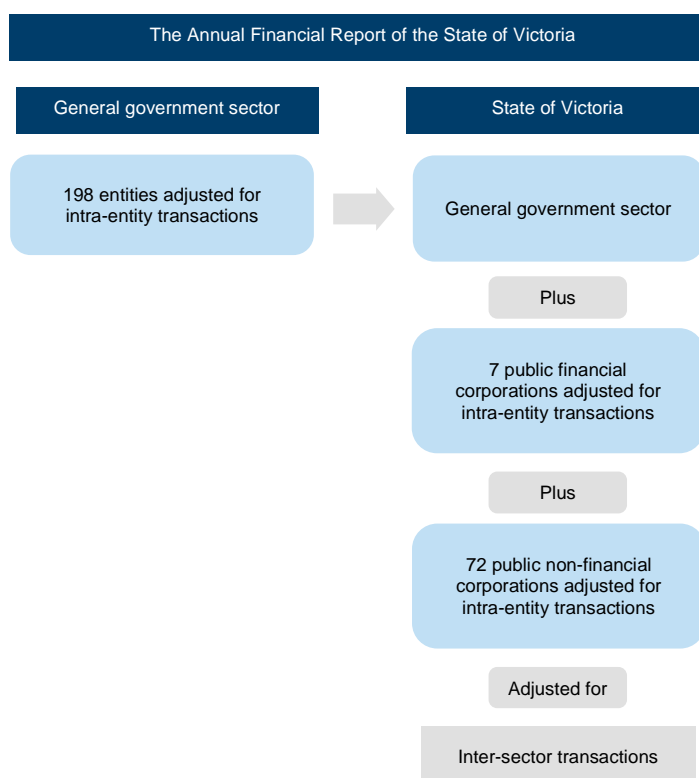 The Annual Financial Report of the State of Victoria
General government sector
State of Victoria
198 entities adjusted for
intra-entity transactions
General government sector
Plus
7 public financial
corporations adjusted for
intra-entity transactions
Plus
72 public non-financial
corporations adjusted for
intra-entity transactions
Adjusted for
Inter-sector transactions